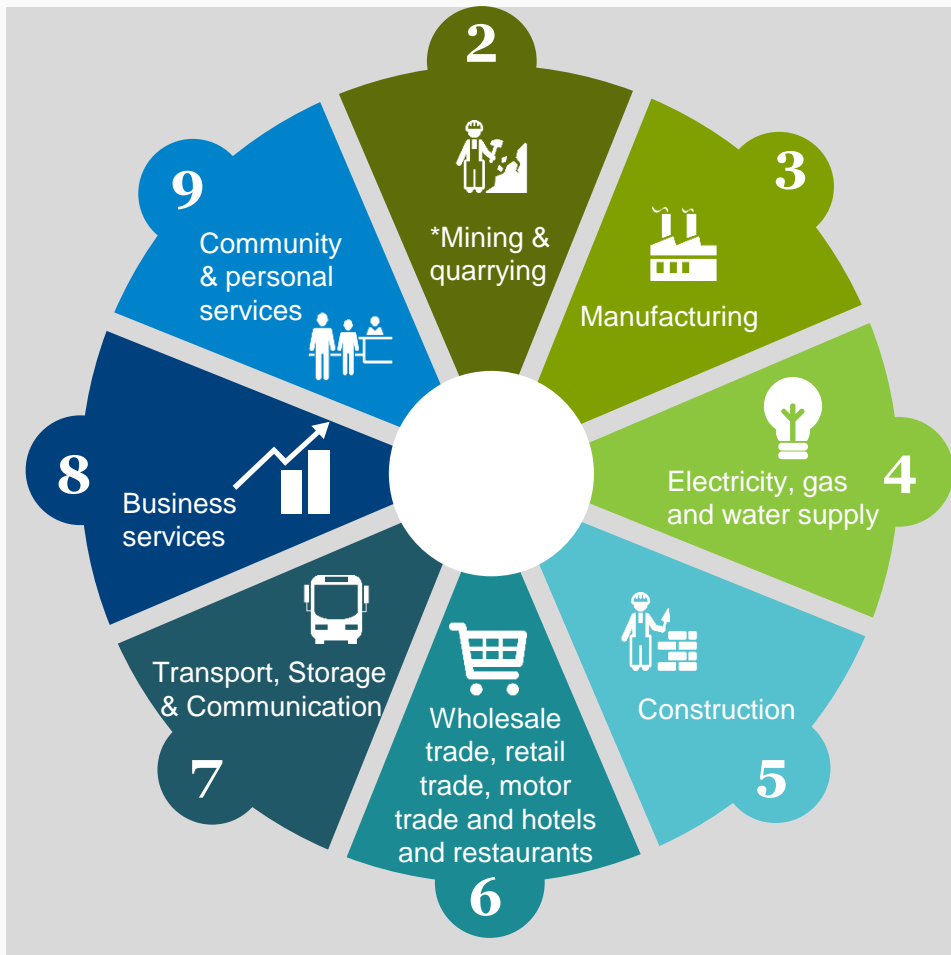 2
*Mining &
quarrying
3
Manufacturing
4
Electricity, gas
and water supply
5
Construction
6
Wholesale
trade, retail
trade, motor
trade and hotels
and restaurants
7
Transport, Storage
& Communication
8
Business
services
9
Community
& personal
services